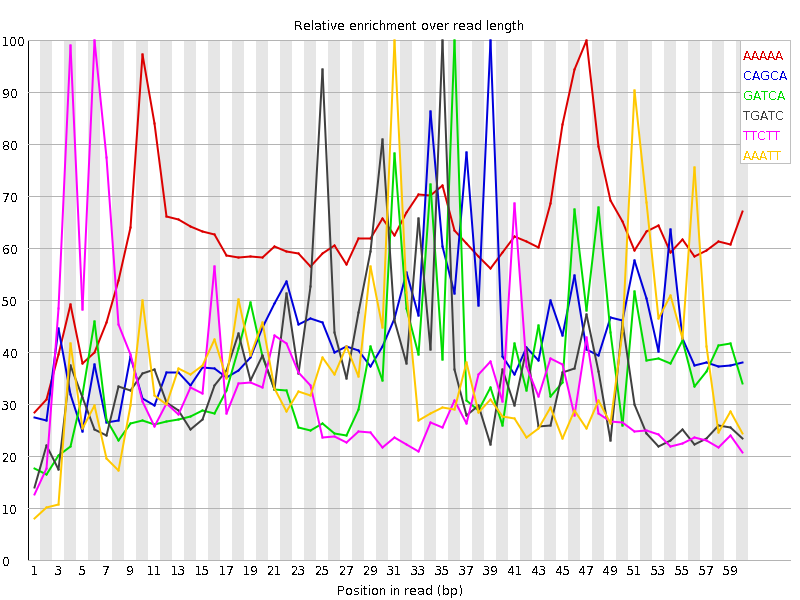 Relative enrichment over read length
100
90
80
70
60
50
40
30
20
10
0
AAAAA
CAGCA
GATCA
TGATC
TTCTT
AAATT
1 3 5 7 9 11 13 15 17 19 21 23 25 27 29 31 33 35 37 39 41 43 45 47 49 51 53 55 57 59
Position in read (bp)